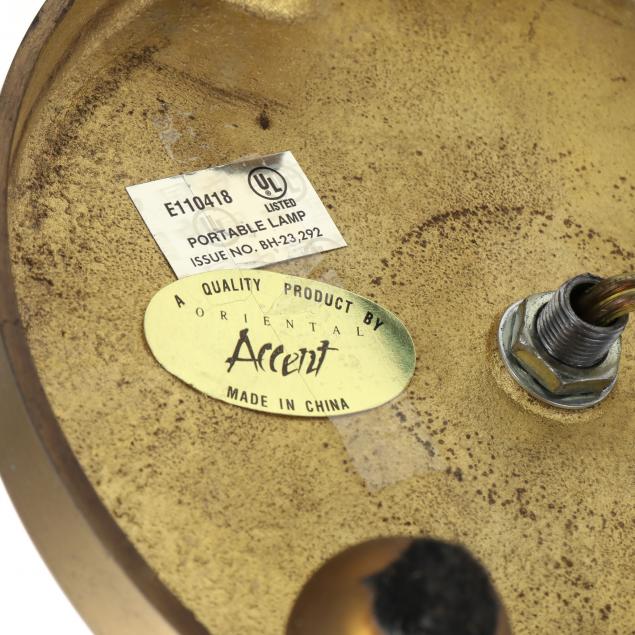 E110418
UL
LISTED
PORTABLE LAMP
ISSUE NO. BH-23,292
A QUALITY PRODUCT BY
ORIENTAL
Accent
MADE IN CHINA